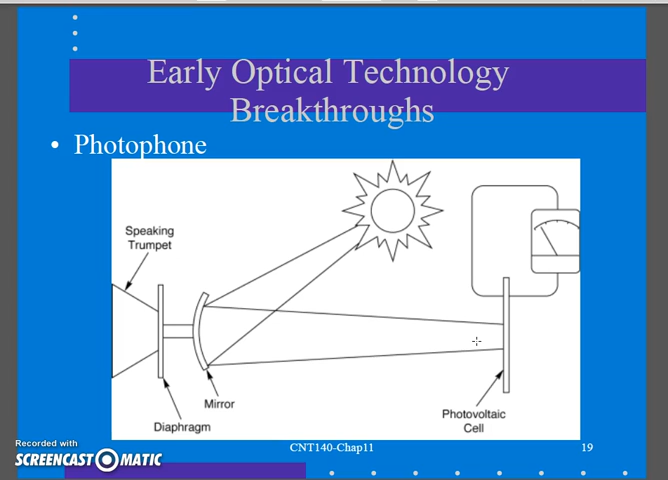 Early Optical Technology
Breakthroughs
• Photophone
Speaking
Trumpet
Mirror
Diaphragm
Photovoltaic
Cell
Recorded with
SCREENCAST-O-MATIC
CNT140-Chap11
19